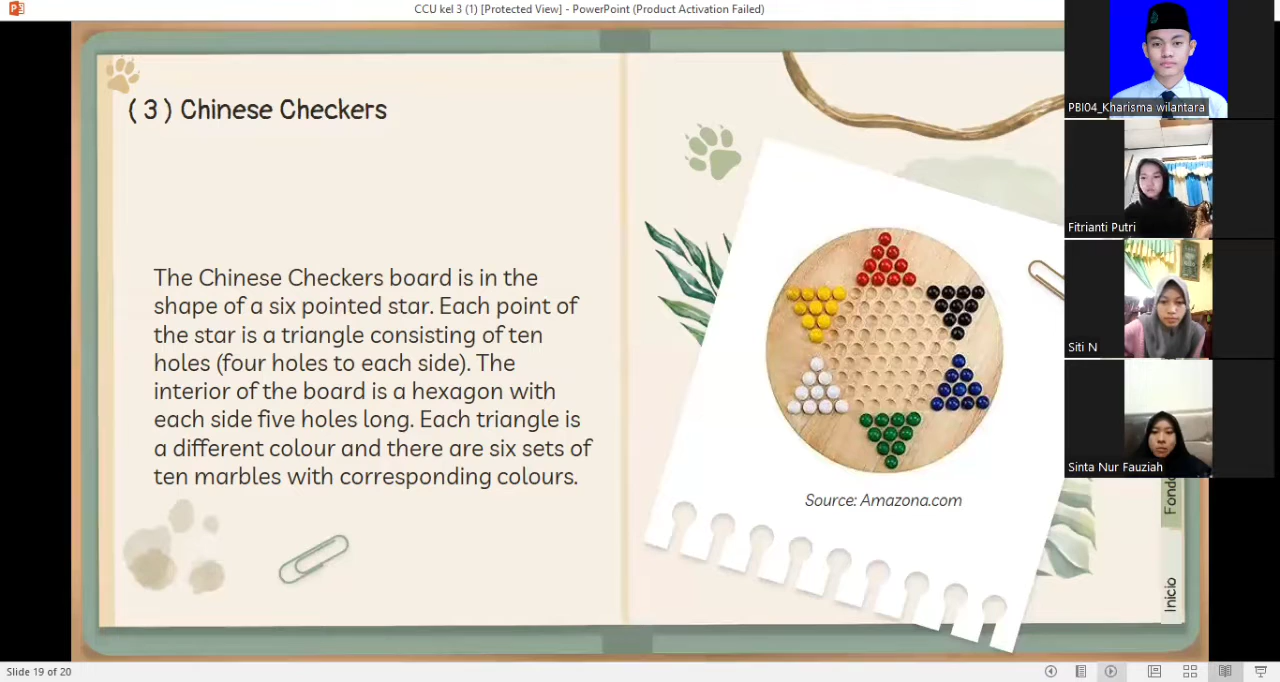 CCU kel 3 (1) [Protected View] - PowerPoint (Product Activation Failed)
( 3 ) Chinese Checkers
The Chinese Checkers board is in the
shape of a six pointed star. Each point of
the star is a triangle consisting of ten
holes (four holes to each side). The
interior of the board is a hexagon with
each side five holes long. Each triangle is
a different colour and there are six sets of
ten marbles with corresponding colours.
Source: Amazona.com
PBI04_Kharisma wilantara
Fitrianti Putri
Siti N
Sinta Nur Fauziah
Inicio
Slide 19 of 20